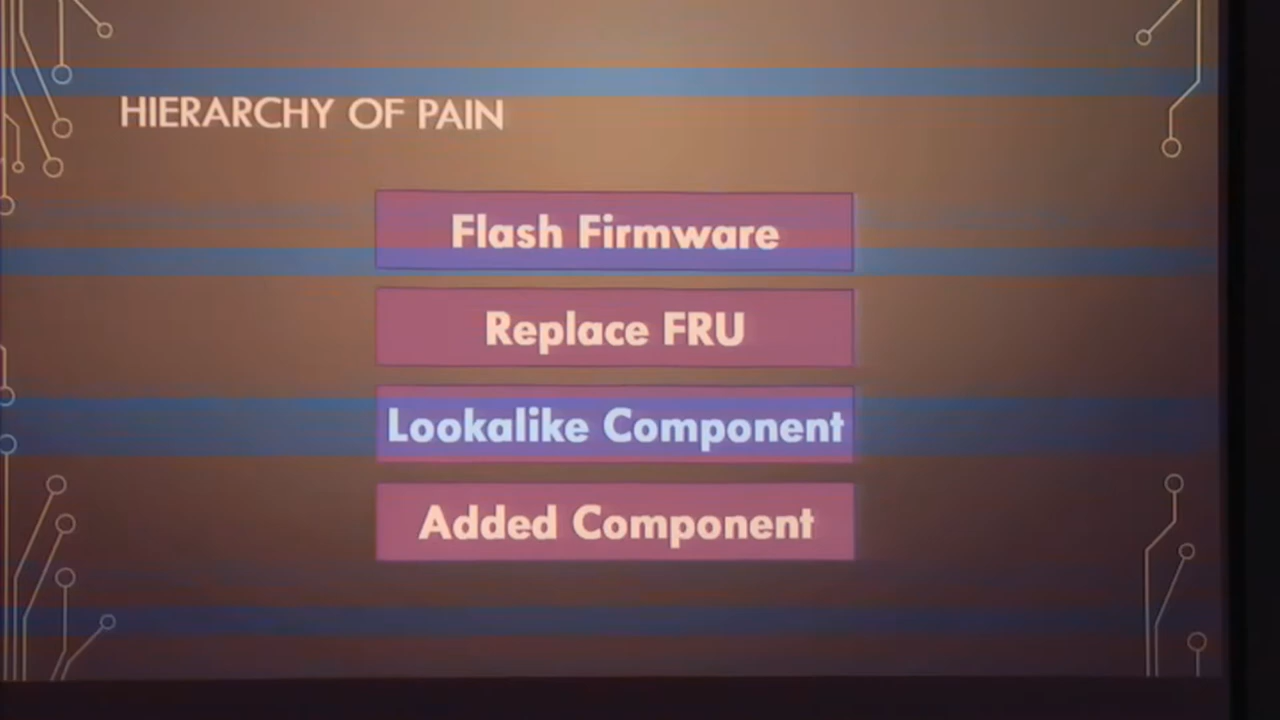 HIERARCHY OF PAIN
Flash Firmware
Replace FRU
Lookalike Component
Added Component